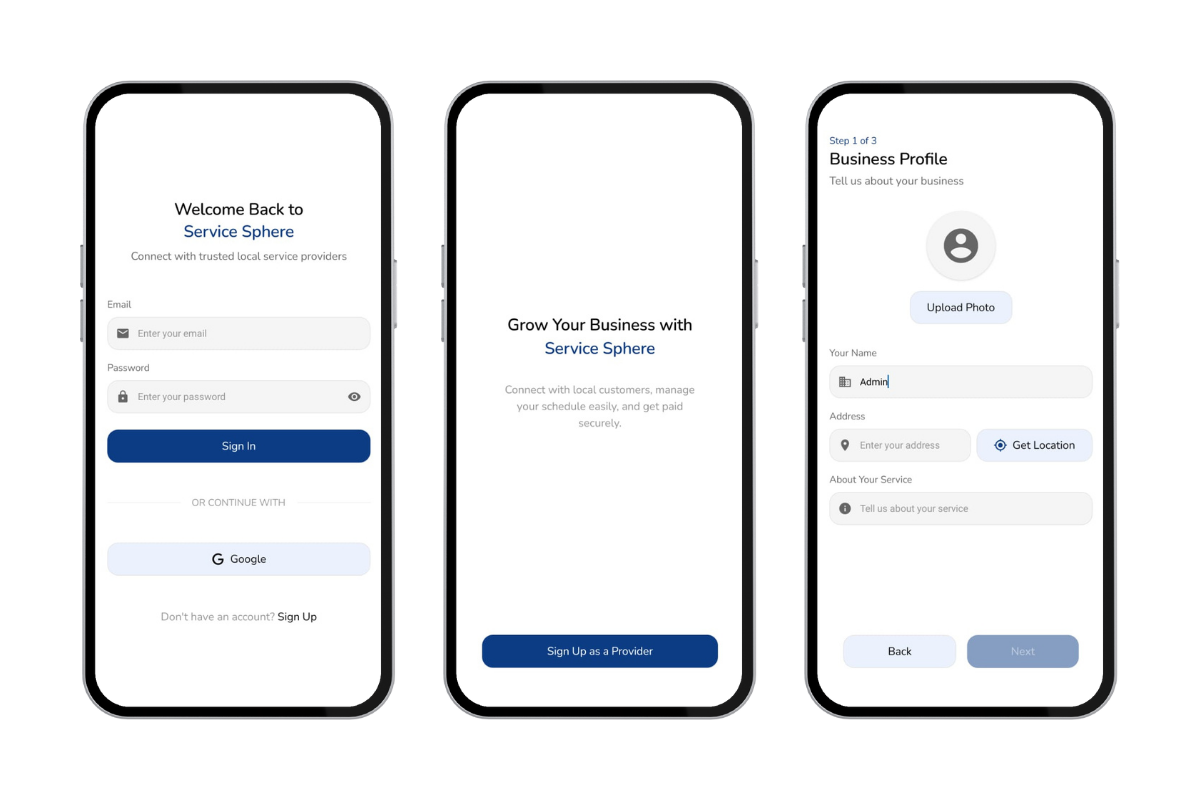 Welcome Back to
Service Sphere
Connect with trusted local service providers
Email
Enter your email
Password
Enter your password
Sign In
OR CONTINUE WITH
Google
Don't have an account? Sign Up
Grow Your Business with
Service Sphere
Connect with local customers, manage
your schedule easily, and get paid
securely.
Sign Up as a Provider
Step 1 of 3
Business Profile
Tell us about your business
Upload Photo
Your Name
Admin
Address
Enter your address
Get Location
About Your Service
Tell us about your service
Back
Next